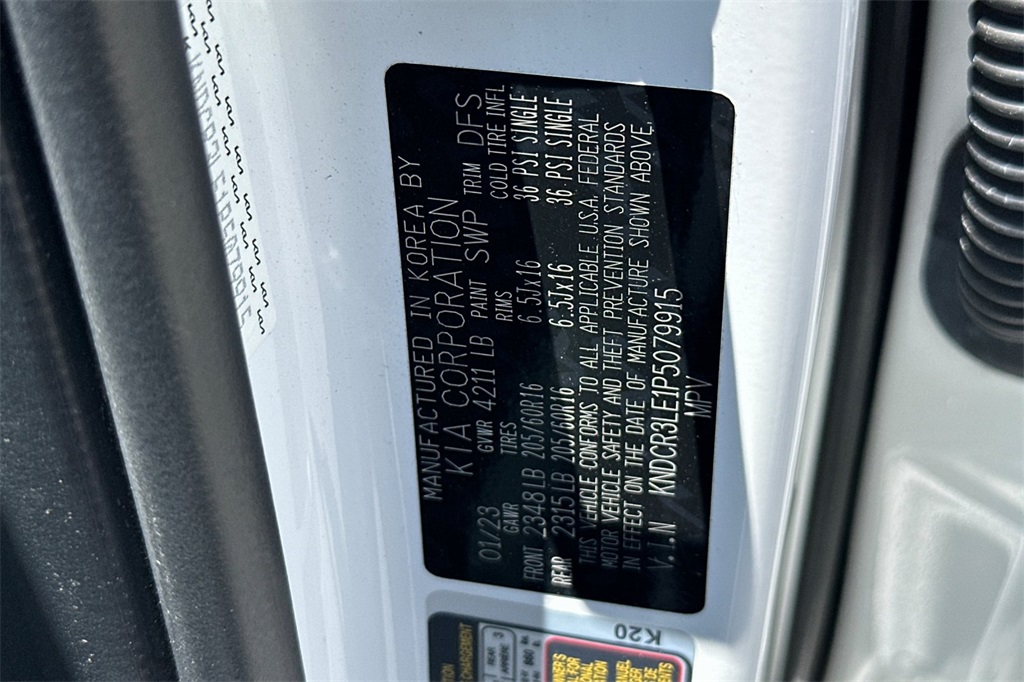 MANUFACTURED IN KOREA BY
KIA CORPORATION
01/23 GVWR 4211 LB PAINT SWP TRIM DFS
GAWR TIRES RIMS COLD TIRE INFL
FRONT 2348 LB 205/60R16 6.5Jx16 36 PSI SINGLE
REAR 2315 LB 205/60R16 6.5Jx16 36 PSI SINGLE
THIS VEHICLE CONFORMS TO ALL APPLICABLE U.S.A. FEDERAL
MOTOR VEHICLE SAFETY AND THEFT PREVENTION STANDARDS
IN EFFECT ON THE DATE OF MANUFACTURE SHOWN ABOVE.
V.I.N KNDCR3LE1P5079915
MPV
K20
REAR
ARRIÈRE 3